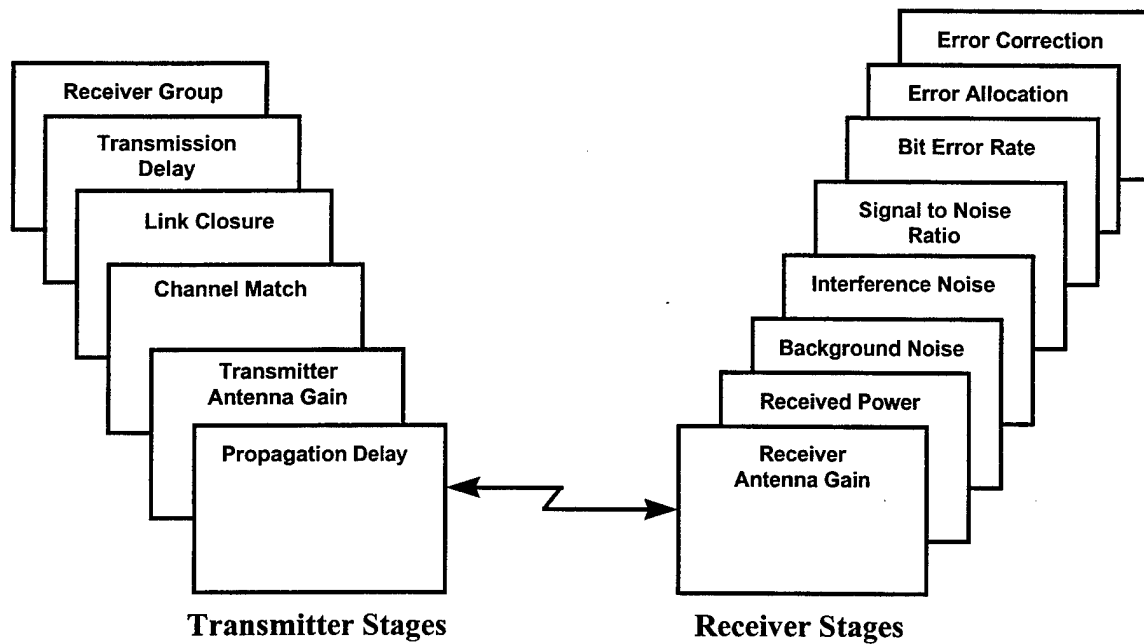 Receiver Group
Transmission
Delay
Link Closure
Channel Match
Transmitter
Antenna Gain
Propagation Delay
Transmitter Stages
Error Correction
Error Allocation
Bit Error Rate
Signal to Noise
Ratio
Interference Noise
Background Noise
Received Power
Receiver
Antenna Gain
Receiver Stages